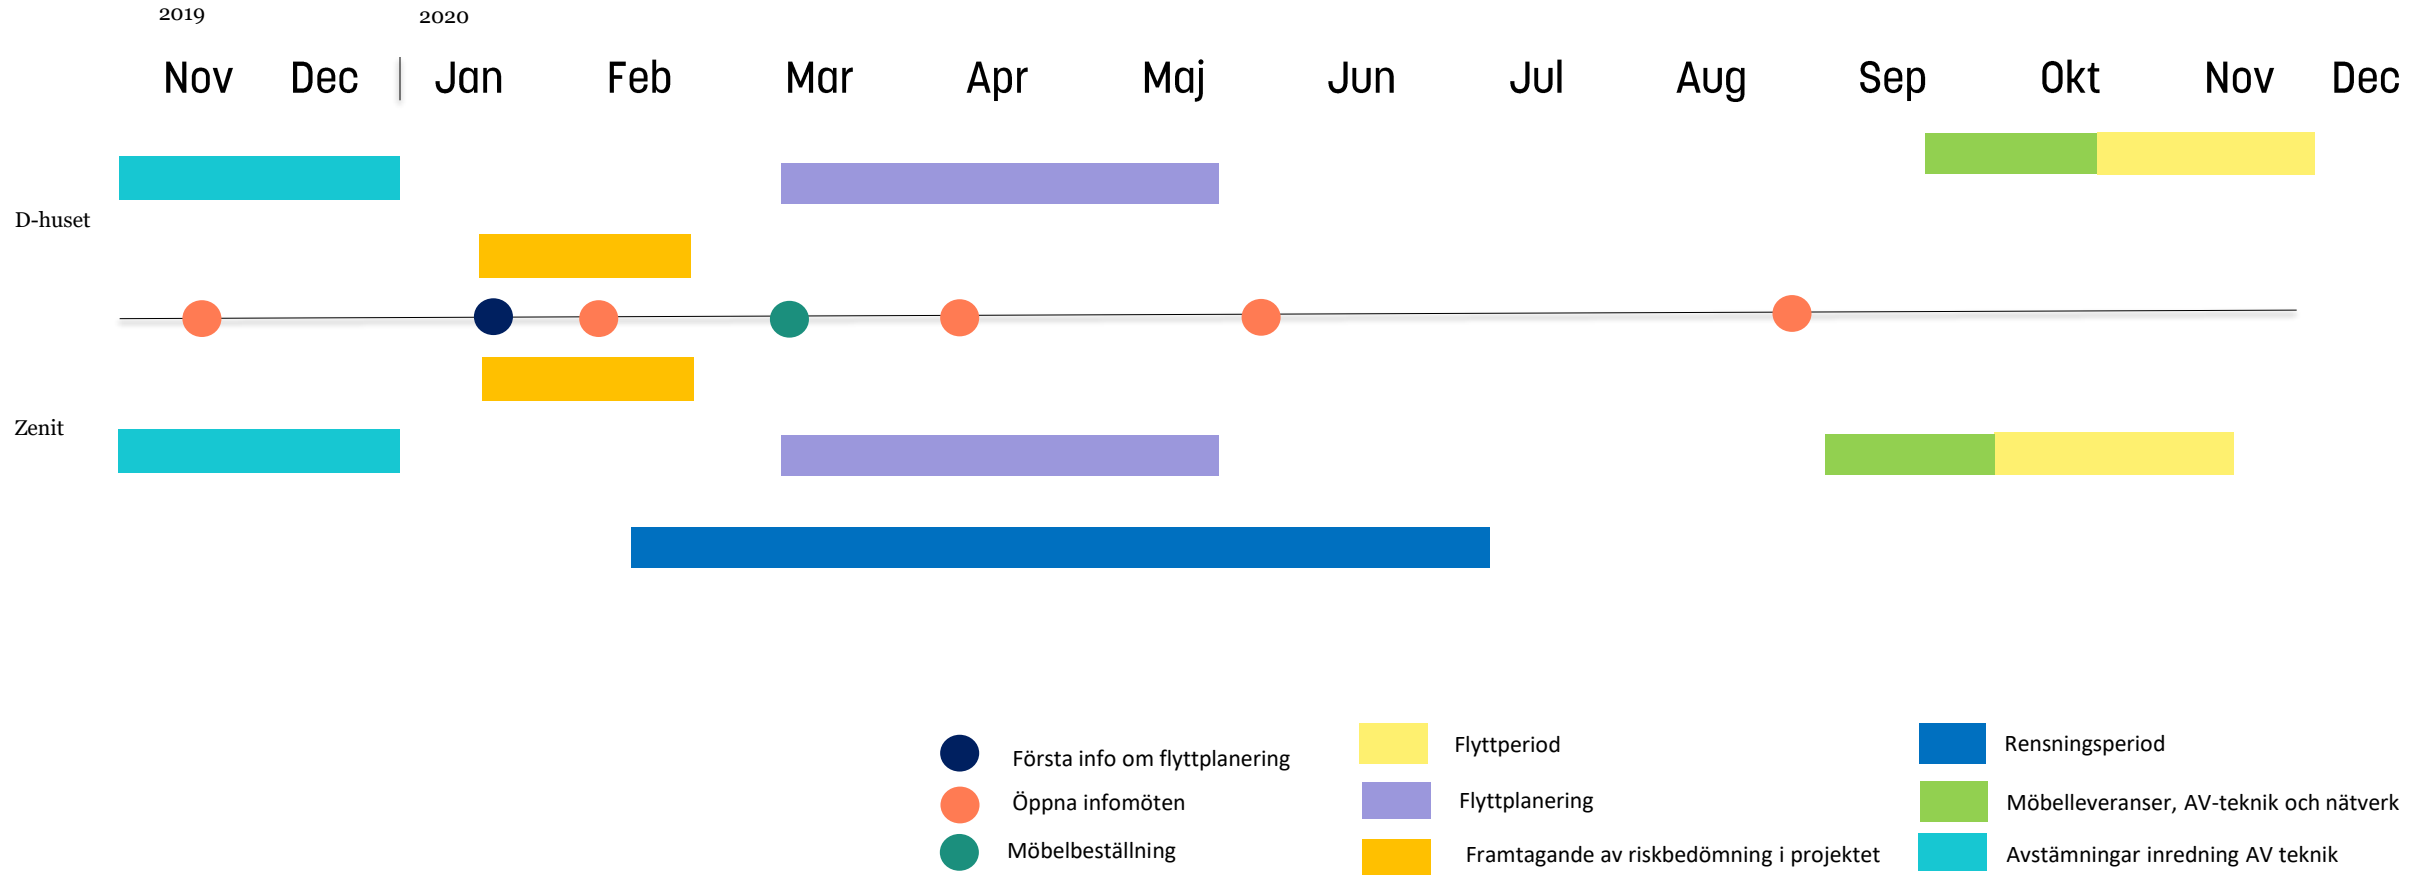 2019
2020
Nov Dec Jan Feb Mar Apr Maj Jun Jul Aug Sep Okt Nov Dec
D-huset
Zenit
Första info om flyttplanering
Öppna infomöten
Möbelbeställning
Flyttperiod
Flyttplanering
Framtagande av riskbedömning i projektet
Rensningsperiod
Möbelleveranser, AV-teknik och nätverk
Avstämningar inredning AV teknik